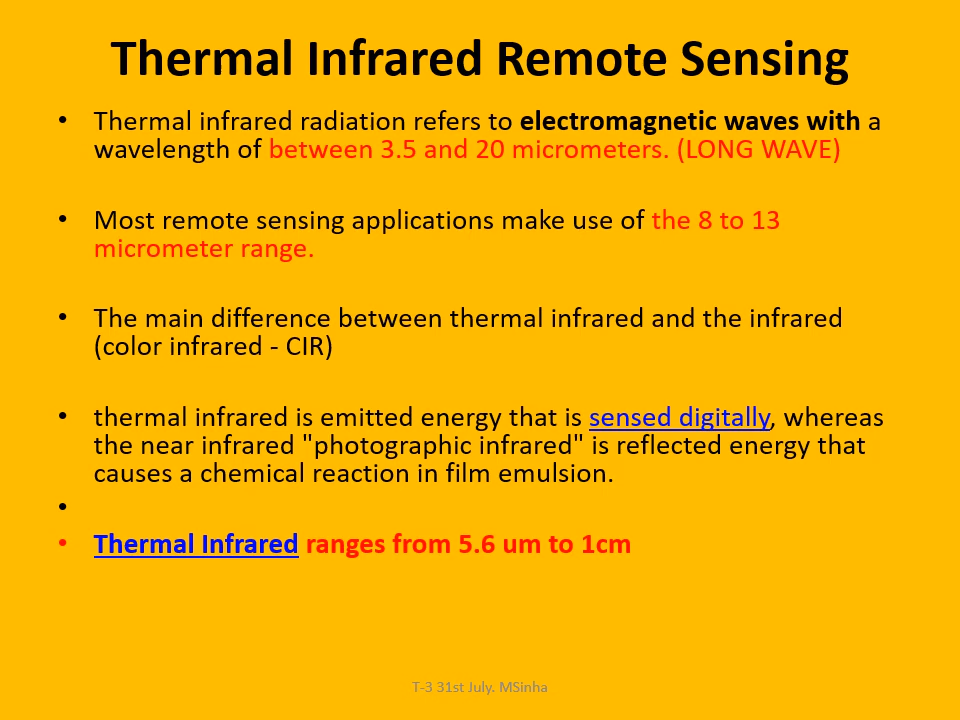 Thermal Infrared Remote Sensing
• Thermal infrared radiation refers to electromagnetic waves with a
wavelength of between 3.5 and 20 micrometers. (LONG WAVE)
• Most remote sensing applications make use of the 8 to 13
micrometer range.
• The main difference between thermal infrared and the infrared
(color infrared - CIR)
• thermal infrared is emitted energy that is sensed digitally, whereas
the near infrared "photographic infrared" is reflected energy that
causes a chemical reaction in film emulsion.
•
• Thermal Infrared ranges from 5.6 um to 1cm
T-3 31st July. MSinha